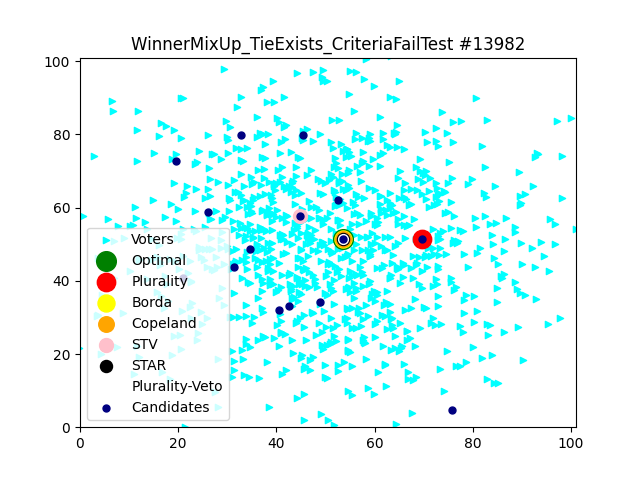 WinnerMixUp_TieExists_CriteriaFailTest #13982
100
80
60
40
20
0
Voters
Optimal
Plurality
Borda
Copeland
STV
STAR
Plurality-Veto
Candidates
0 20 40 60 80 100